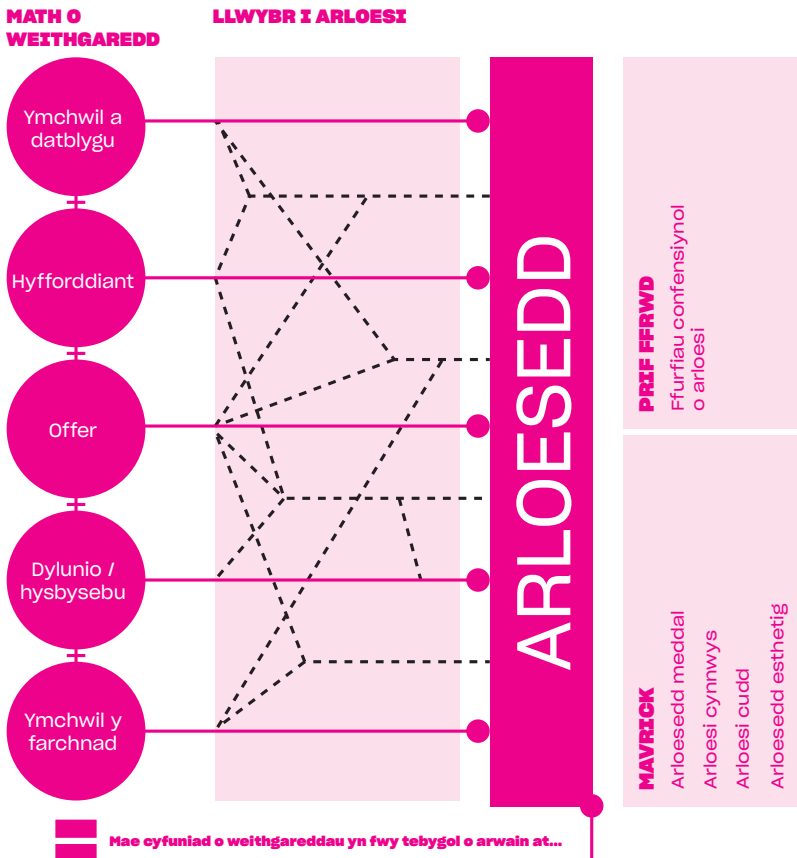 MATH O
WEITHGAREDD
LLWYBR I ARLOESI
Ymchwil a
datblygu
Hyfforddiant
Offer
Dylunio /
hysbysebu
Ymchwil y
farchnad
ARLOESEDD
PRIF FFRWD
Ffurfiau confensiynol
o arloesi
MAVRICK
Arloesedd meddal
Arloesi cynnwys
Arloesi cudd
Arloesedd esthetig
Mae cyfuniad o weithgareddau yn fwy tebygol o arwain at...